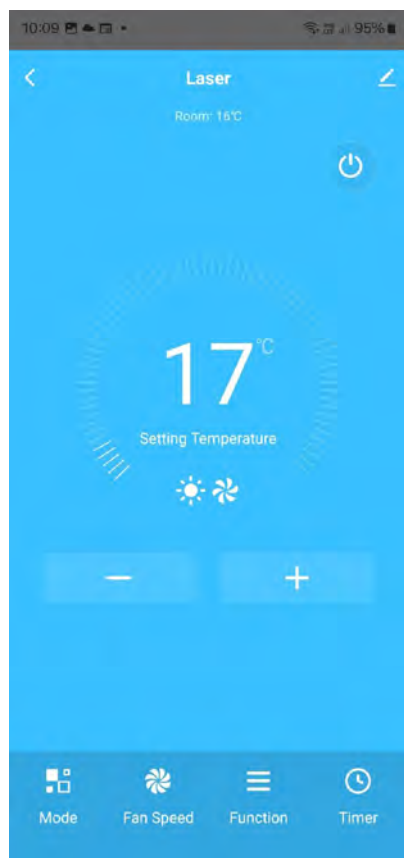 10:09 95%
Laser
Room: 16°C
17°C
Setting Temperature
Mode Fan Speed Function Timer